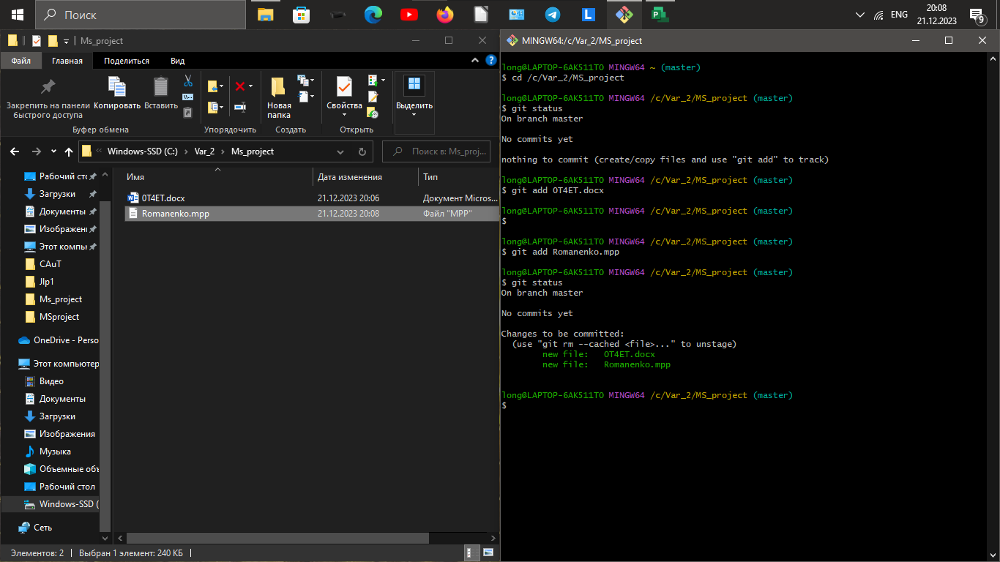 Поиск
ENG
20:08
21.12.2023
9
Ms_project
Файл
Главная
Поделиться
Вид
Закрепить на панели
быстрого доступа
Копировать
Вставить
Новая
папка
Свойства
Выделить
Буфер обмена
Упорядочить
Создать
Открыть
Windows-SSD (C:)
Var_2
Ms_project
Поиск в: Ms_proj...
Рабочий сто
Загрузки
Документы
Изображени
Этот компьн
CAuT
Jlp1
Ms_project
MSproject
OneDrive - Perso
Этот компьютер
Видео
Документы
Загрузки
Изображения
Музыка
Объемные объ
Рабочий стол
Windows-SSD (
Сеть
Имя
Дата изменения
Тип
0T4ET.docx
21.12.2023 20:06
Документ Micros...
Romanenko.mpp
21.12.2023 20:08
Файл "MPP"
Элементов: 2
Выбран 1 элемент: 240 КБ
MINGW64:/c/Var_2/MS_project
long@LAPTOP-6AK511TO MINGW64 ~ (master)
$ cd /c/Var_2/MS_project
long@LAPTOP-6AK511TO MINGW64 /c/Var_2/MS_project (master)
$ git status
On branch master
No commits yet
nothing to commit (create/copy files and use "git add" to track)
long@LAPTOP-6AK511TO MINGW64 /c/Var_2/MS_project (master)
$ git add OT4ET.docx
long@LAPTOP-6AK511TO MINGW64 /c/Var_2/MS_project (master)
$
long@LAPTOP-6AK511TO MINGW64 /c/Var_2/MS_project (master)
$ git add Romanenko.mpp
long@LAPTOP-6AK511TO MINGW64 /c/Var_2/MS_project (master)
$ git status
On branch master
No commits yet
Changes to be committed:
(use "git rm --cached <file>..." to unstage)
new file:   OT4ET.docx
new file:   Romanenko.mpp
long@LAPTOP-6AK511TO MINGW64 /c/Var_2/MS_project (master)
$